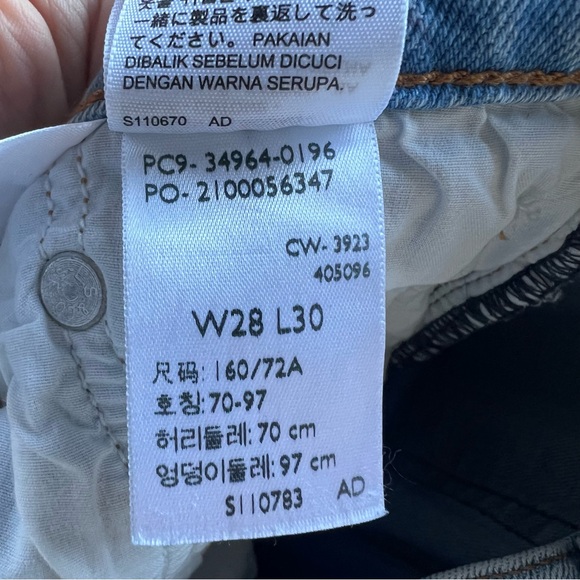 一緒に製品を裏返して洗っ
てください。 PAKAIAN
DIBALIK SEBELUM DICUCI
DENGAN WARNA SERUPA.
S110670 AD
PC9- 34964-0196
PO- 2100056347
CW- 3923
405096
W28 L30
尺码: 160/72A
호칭: 70-97
허리둘레: 70 cm
엉덩이둘레: 97 cm
S110783 AD